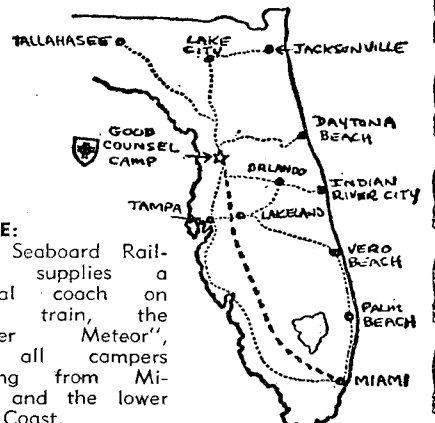 TALLAHASEE
LAKE CITY
JACKSONVILLE
GOOD COUNSEL CAMP
DAYTONA BEACH
ORLANDO
INDIAN RIVER CITY
TAMPA
LAKELAND
VERO BEACH
PALM BEACH
MIAMI
E:
Seaboard Rail-
supplies a
al coach on
train, the
er Meteor",
all campers
ng from Mi-
and the lower
Coast.